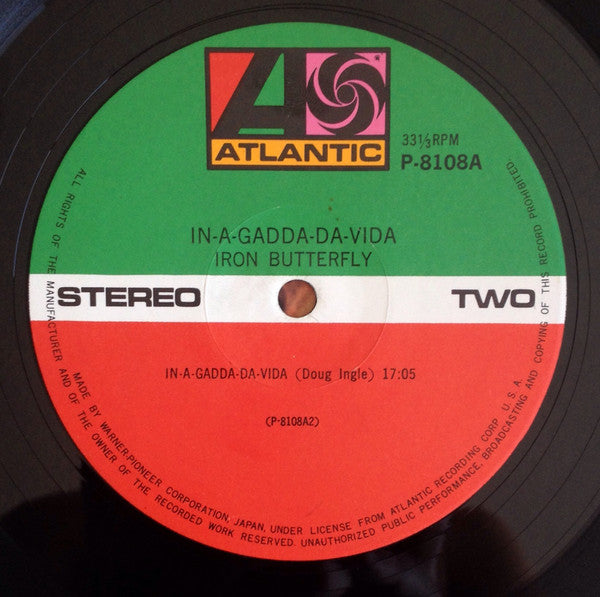 ATLANTIC
33⅓RPM
P-8108A
IN-A-GADDA-DA-VIDA
IRON BUTTERFLY
STEREO
TWO
IN-A-GADDA-DA-VIDA (Doug Ingle) 17:05
(P-8108A2)
ALL RIGHTS OF THE MANUFACTURER AND OF THE OWNER OF THE RECORDED WORK RESERVED. UNAUTHORIZED PUBLIC PERFORMANCE, BROADCASTING AND COPYING OF THIS RECORD PROHIBITED.
MADE BY WARNER-PIONEER CORPORATION, JAPAN, UNDER LICENSE FROM ATLANTIC RECORDING CORP. U.S.A.